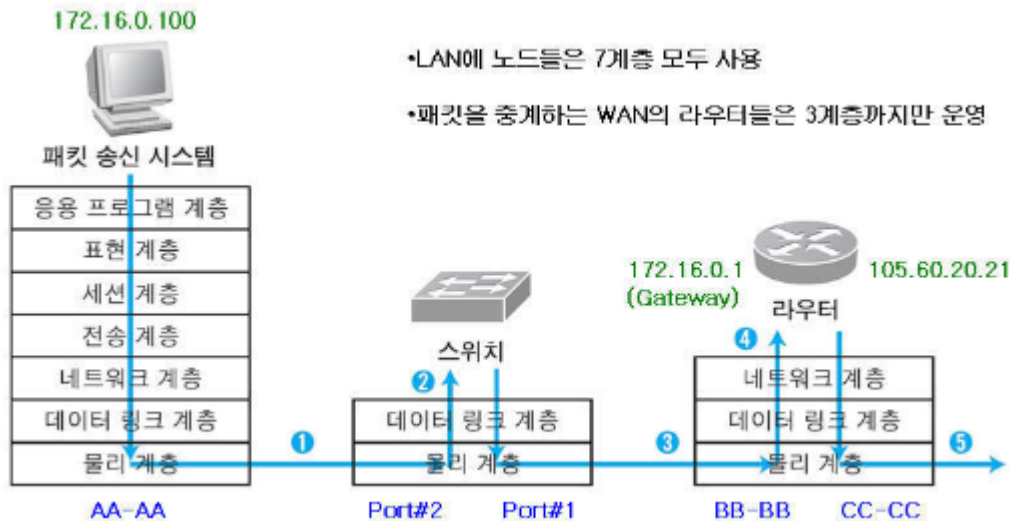 172.16.0.100
•LAN에 노드들은 7계층 모두 사용
•패킷을 중계하는 WAN의 라우터들은 3계층까지만 운영
패킷 송신 시스템
응용 프로그램 계층
표현 계층
세션 계층
전송 계층
네트워크 계층
데이터 링크 계층
물리 계층
AA-AA
1
스위치
2
데이터 링크 계층
물리 계층
Port#2 Port#1
3
172.16.0.1
(Gateway)
105.60.20.21
라우터
4
네트워크 계층
데이터 링크 계층
물리 계층
5
BB-BB CC-CC